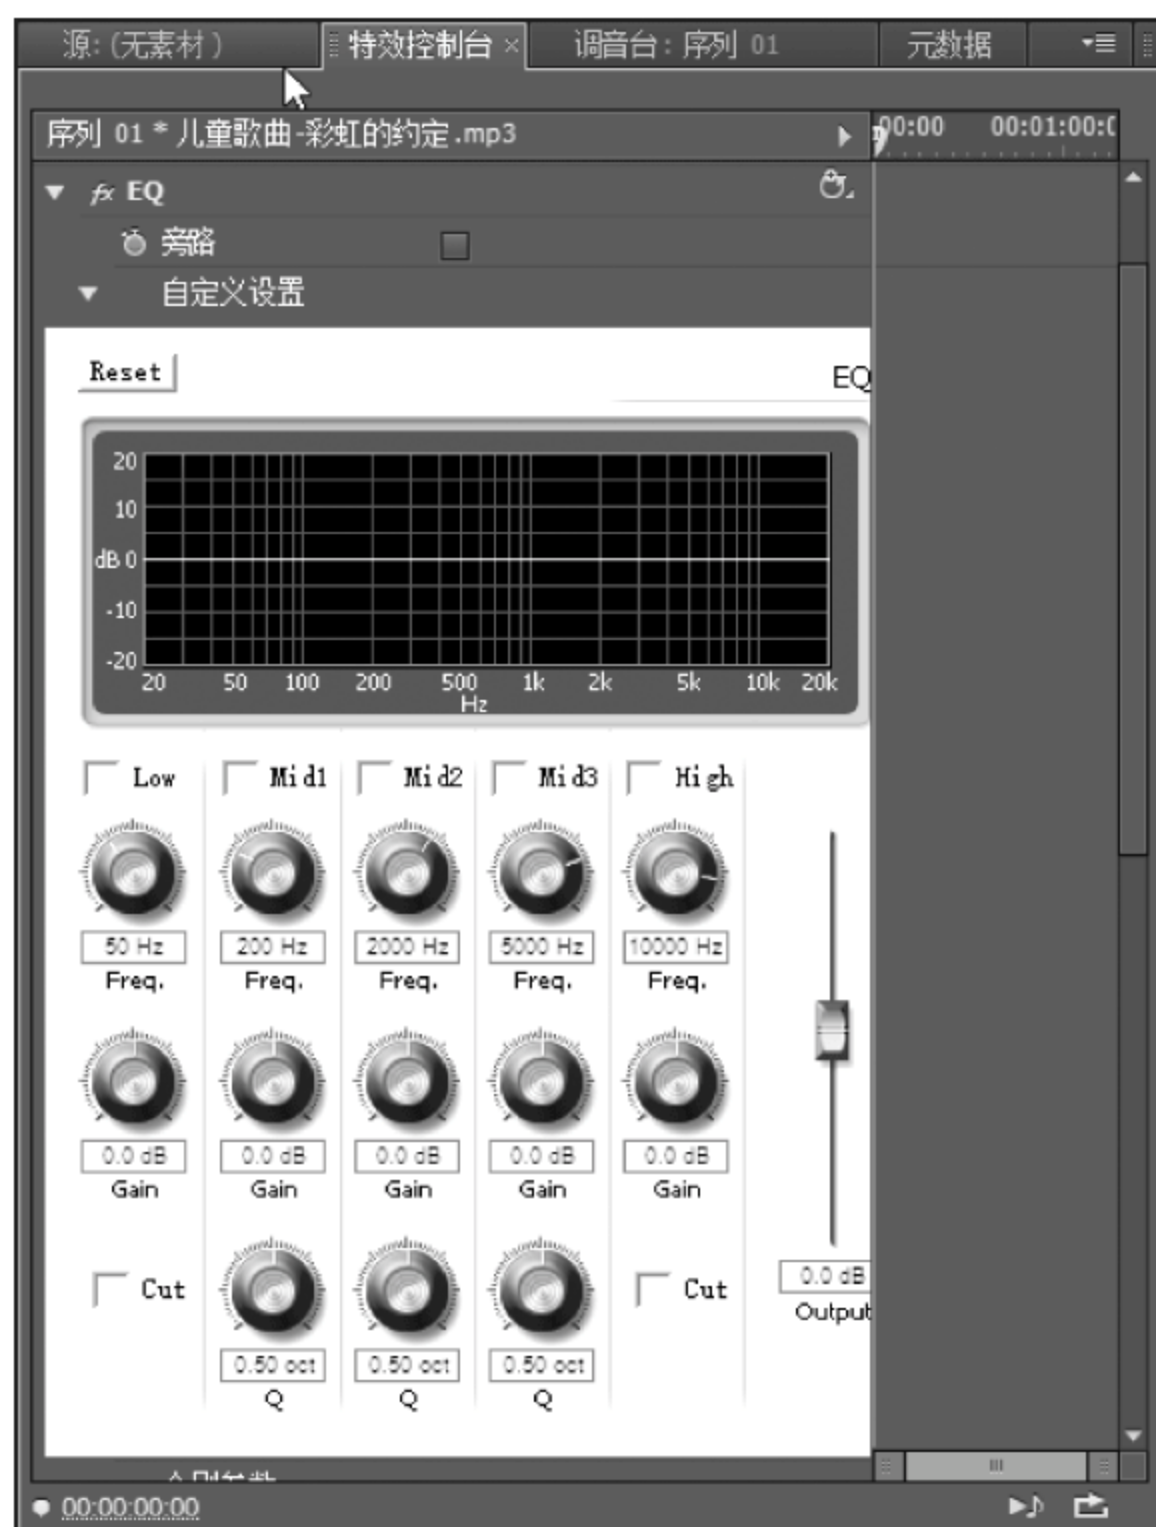 源: (无素材) 特效控制台 × 调音台: 序列 01 元数据
序列 01 * 儿童歌曲-彩虹的约定.mp3 00:00 00:01:00:0
fx EQ
旁路
自定义设置
Reset EQ
20
10
dB 0
-10
-20
20 50 100 200 500 1k 2k 5k 10k 20k
Hz
Low Mid1 Mid2 Mid3 High
50 Hz 200 Hz 2000 Hz 5000 Hz 10000 Hz
Freq. Freq. Freq. Freq. Freq.
0.0 dB 0.0 dB 0.0 dB 0.0 dB 0.0 dB
Gain Gain Gain Gain Gain
Cut Cut 0.0 dB
Output
0.50 oct 0.50 oct 0.50 oct
Q Q Q
00:00:00:00